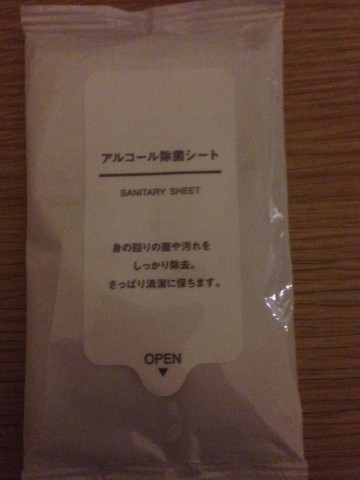 アルコール除菌シート
SANITARY SHEET
身の回りの菌や汚れを
しっかり除去。
さっぱり清潔に保ちます。
OPEN
▼